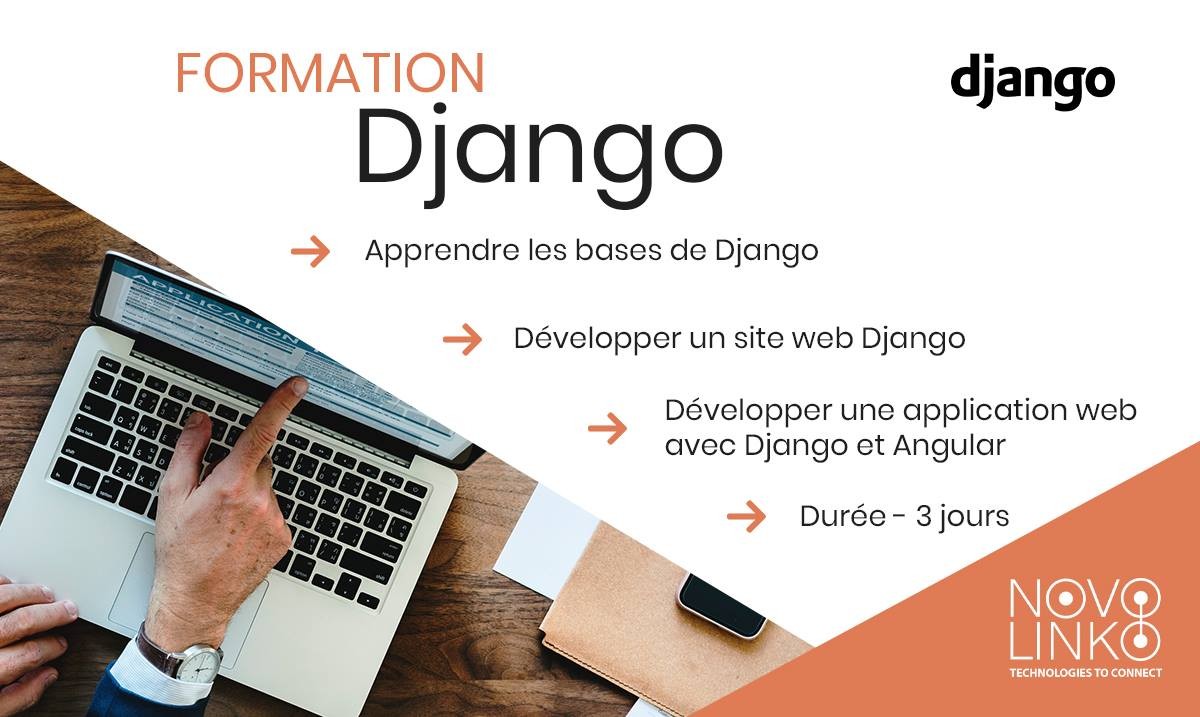 FORMATION
Django
django
Apprendre les bases de Django
Développer un site web Django
Développer une application web
avec Django et Angular
Durée - 3 jours
APPLICATION
NOVO
LINKO
TECHNOLOGIES TO CONNECT